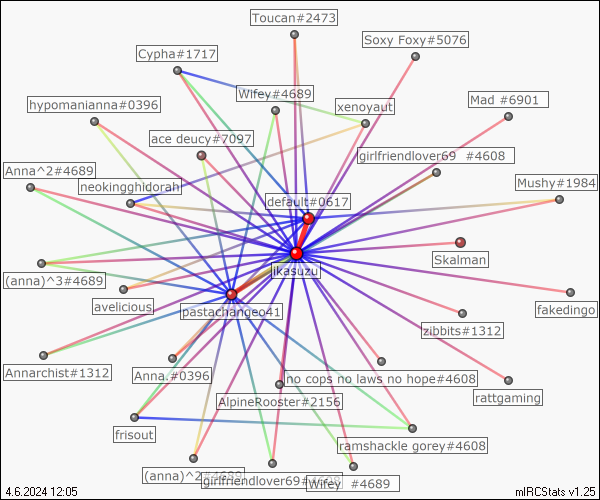 Toucan#2473
Soxy Foxy#5076
Cypha#1717
Wifey#4689
hypomanianna#0396
xenoyaut
Mad #6901
ace deucy#7097
girlfriendlover69 #4608
Anna^2#4689
neokingghidorah
Mushy#1984
default#0617
Skalman
ikasuzu
(anna)^3#4689
avelicious
pastachangeo41
fakedingo
zibbits#1312
Annarchist#1312
Anna.#0396
no cops no laws no hope#4608
rattgaming
AlpineRooster#2156
frisout
ramshackle gorey#4608
(anna)^2#4689
girlfriendlover69#4608
Wifey #4689
4.6.2024 12:05
mIRCStats v1.25